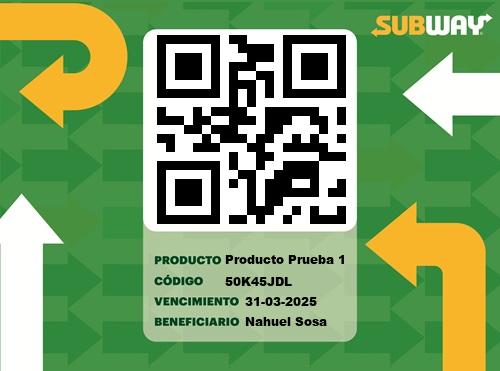 SUBWAY
PRODUCTO Producto Prueba 1
CÓDIGO 50K45JDL
VENCIMIENTO 31-03-2025
BENEFICIARIO Nahuel Sosa